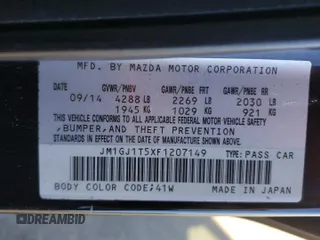 MFD. BY MAZDA MOTOR CORPORATION
GVWR/PNBV GAWR/PNBE FRT GAWR/PNBE RR
09/14 4288 LB 2269 LB 2030 LB
1945 KG 1029 KG 921 KG
THIS VEHICLE CONFORMS TO ALL APPLICABLE FEDERAL MOTOR VEHICLE SAFETY,
BUMPER, AND THEFT PREVENTION
STANDARDS IN EFFECT ON THE DATE OF MANUFACTURE SHOWN ABOVE.
JM1GJ1T5XF1207149 TYPE:PASS CAR
BODY COLOR CODE:41W MADE IN JAPAN
DREAMBID